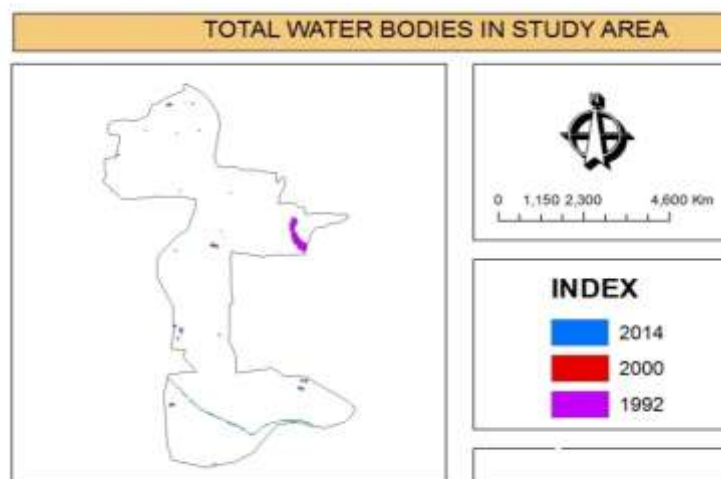 TOTAL WATER BODIES IN STUDY AREA
0 1,150 2,300 4,600 Km
INDEX
2014
2000
1992